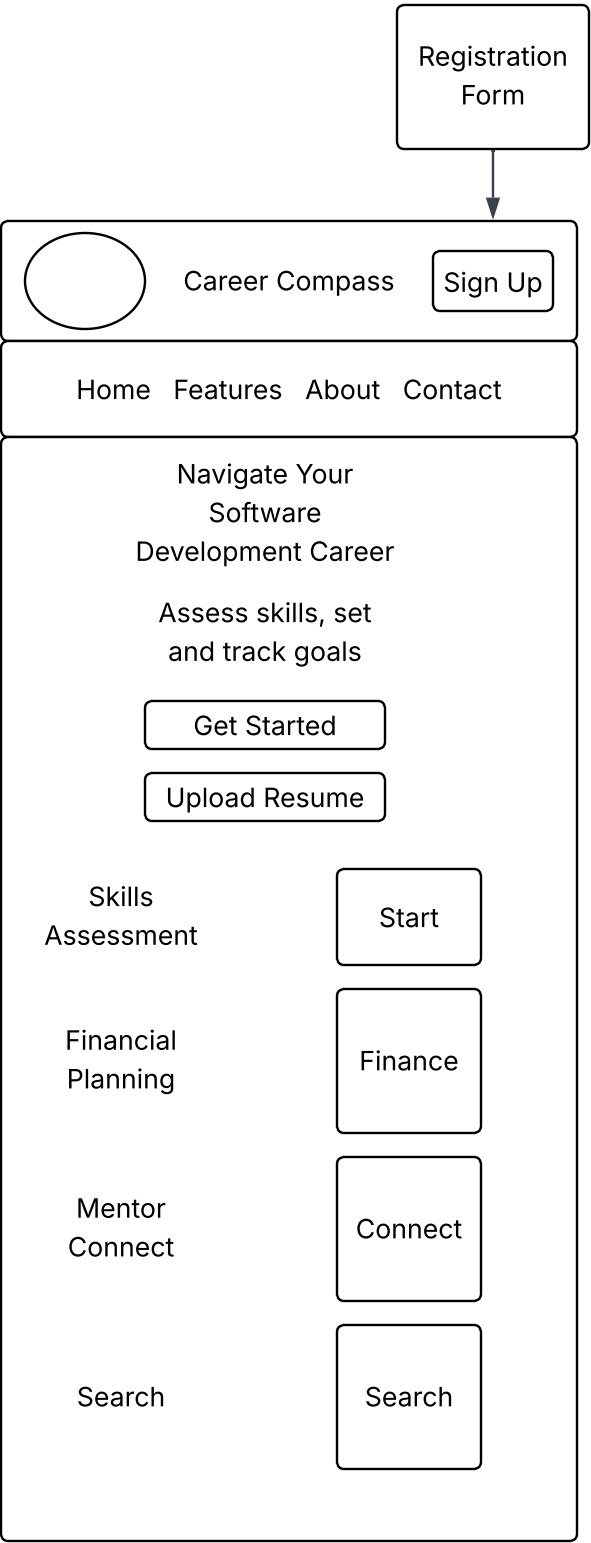 Registration
Form
Career Compass
Sign Up
Home Features About Contact
Navigate Your
Software
Development Career
Assess skills, set
and track goals
Get Started
Upload Resume
Skills
Assessment
Start
Financial
Planning
Finance
Mentor
Connect
Connect
Search
Search